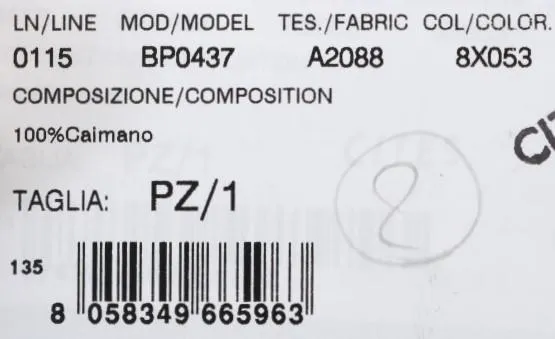 LN/LINE MOD/MODEL TES./FABRIC COL/COLOR.
0115 BP0437 A2088 8X053
COMPOSIZIONE/COMPOSITION
100%Caimano
CIT
TAGLIA: PZ/1
8
135
8 058349 665963